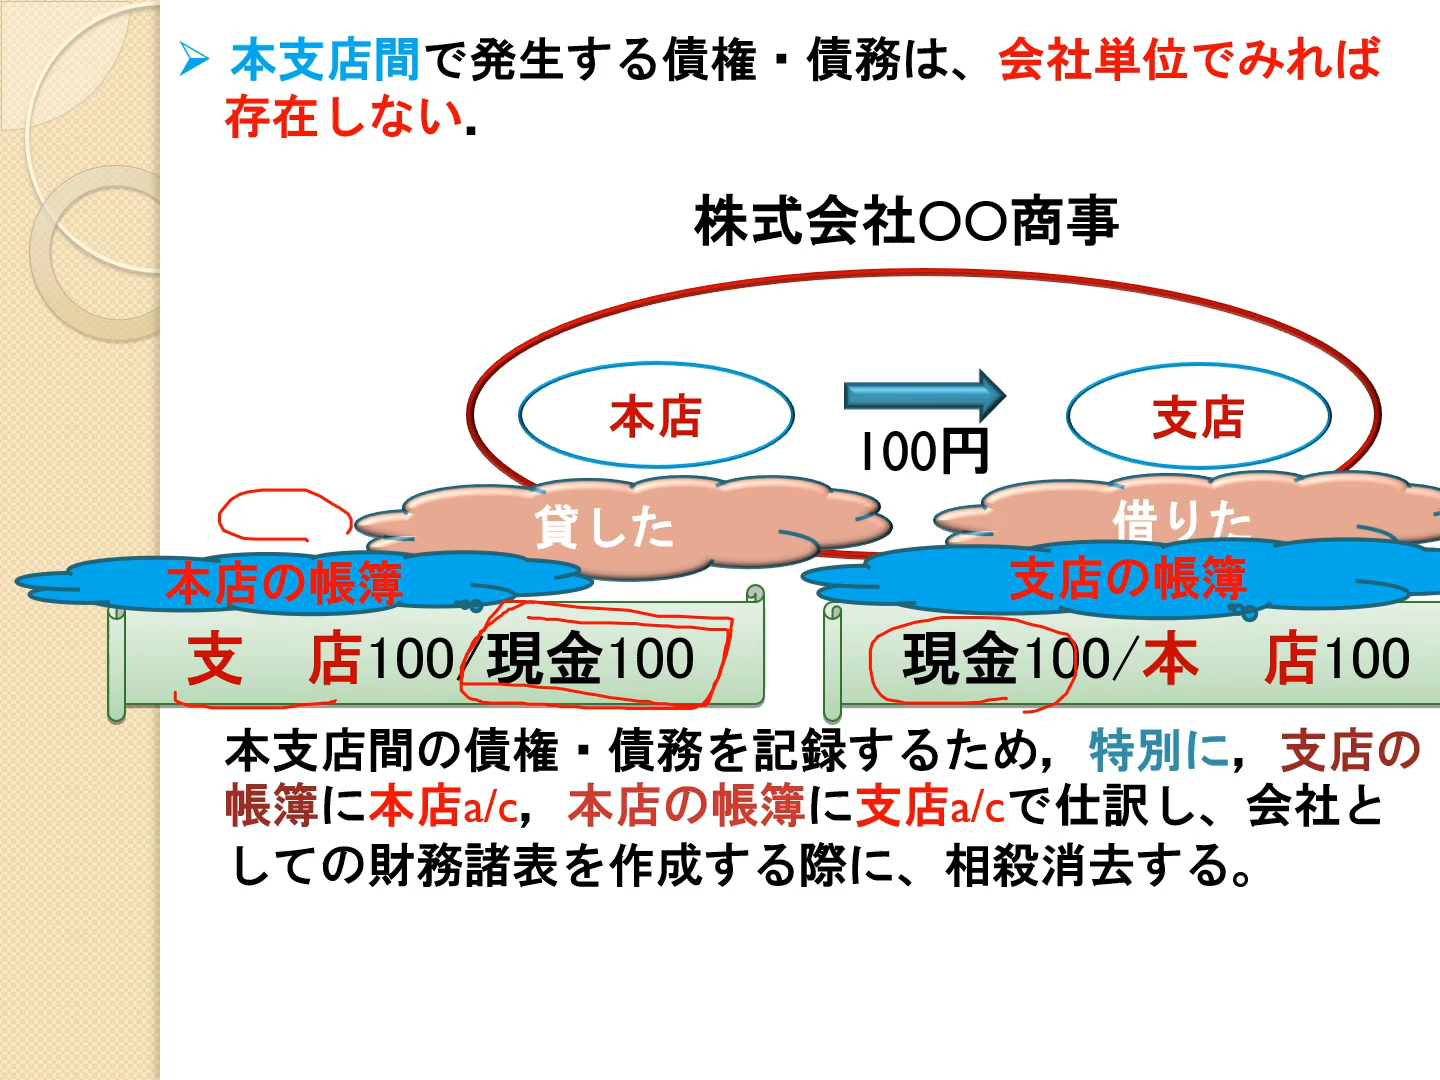 本支店間で発生する債権・債務は、会社単位でみれば
存在しない.
株式会社○○商事
本店
支店
100円
貸した
借りた
本店の帳簿
支店の帳簿
支　店100/現金100
現金100/本　店100
本支店間の債権・債務を記録するため，特別に，支店の
帳簿に本店a/c，本店の帳簿に支店a/cで仕訳し、会社と
しての財務諸表を作成する際に、相殺消去する。